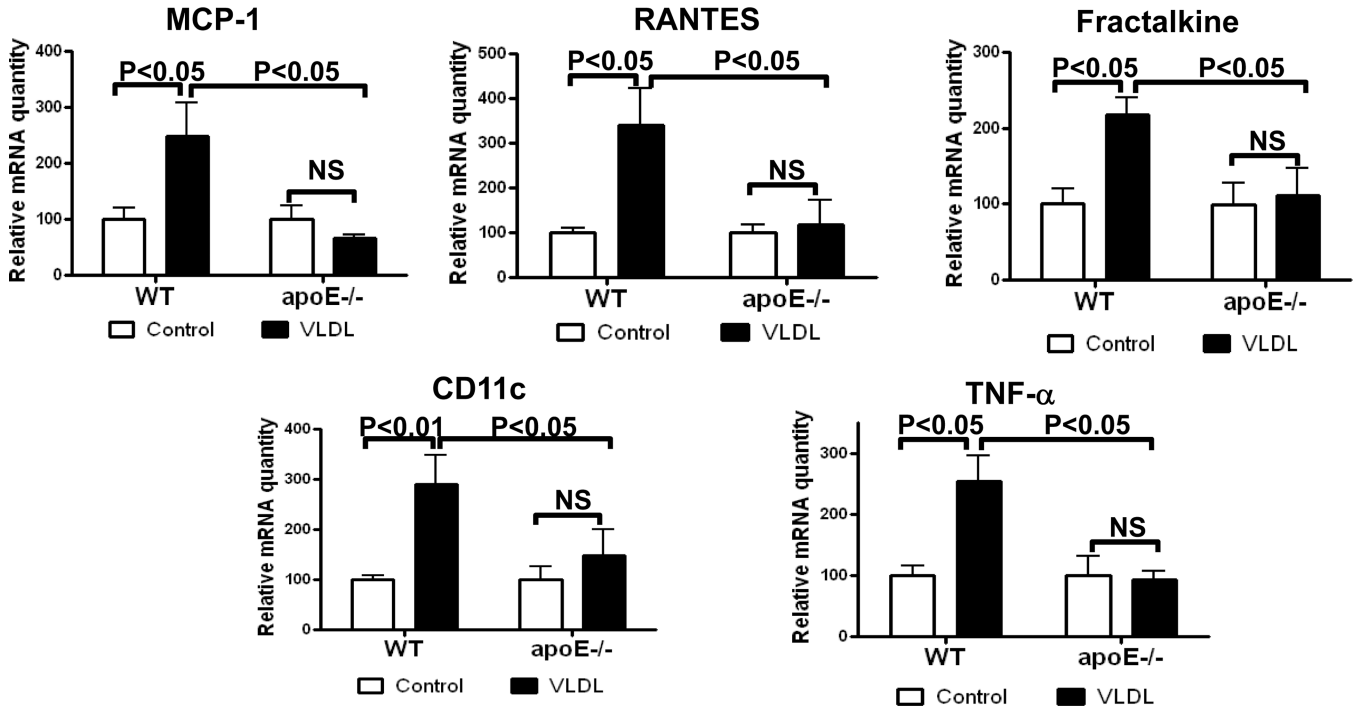 MCP-1
Relative mRNA quantity
400
300
200
100
0
P<0.05
P<0.05
NS
WT
apoE-/-
Control
VLDL
RANTES
Relative mRNA quantity
500
400
300
200
100
0
P<0.05
P<0.05
NS
WT
apoE-/-
Control
VLDL
Fractalkine
Relative mRNA quantity
300
200
100
0
P<0.05
P<0.05
NS
WT
apoE-/-
Control
VLDL
CD11c
Relative mRNA quantity
400
300
200
100
0
P<0.01
P<0.05
NS
WT
apoE-/-
Control
VLDL
TNF-α
Relative mRNA quantity
300
200
100
0
P<0.05
P<0.05
NS
WT
apoE-/-
Control
VLDL